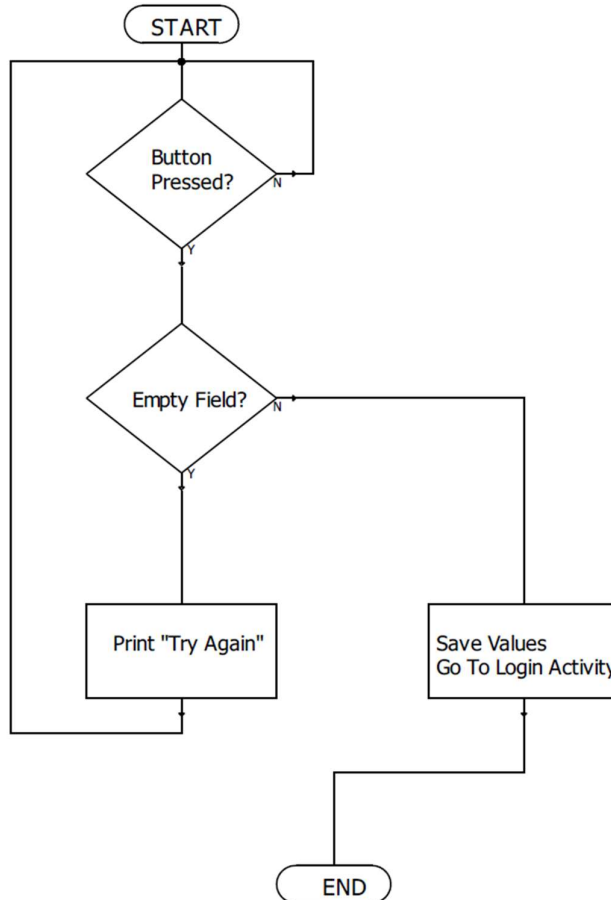 START
Button
Pressed?
N
Y
Empty Field?
N
Y
Print "Try Again"
Save Values
Go To Login Activity
END